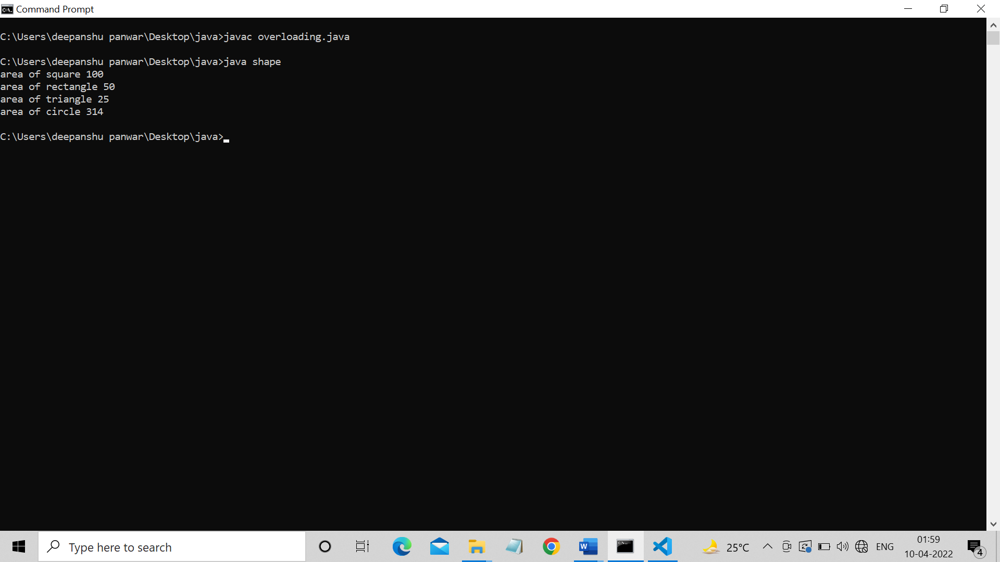 Command Prompt
C:\Users\deepanshu panwar\Desktop\java>javac overloading.java
C:\Users\deepanshu panwar\Desktop\java>java shape
area of square 100
area of rectangle 50
area of triangle 25
area of circle 314
C:\Users\deepanshu panwar\Desktop\java>
Type here to search
25°C
ENG
01:59
10-04-2022
4